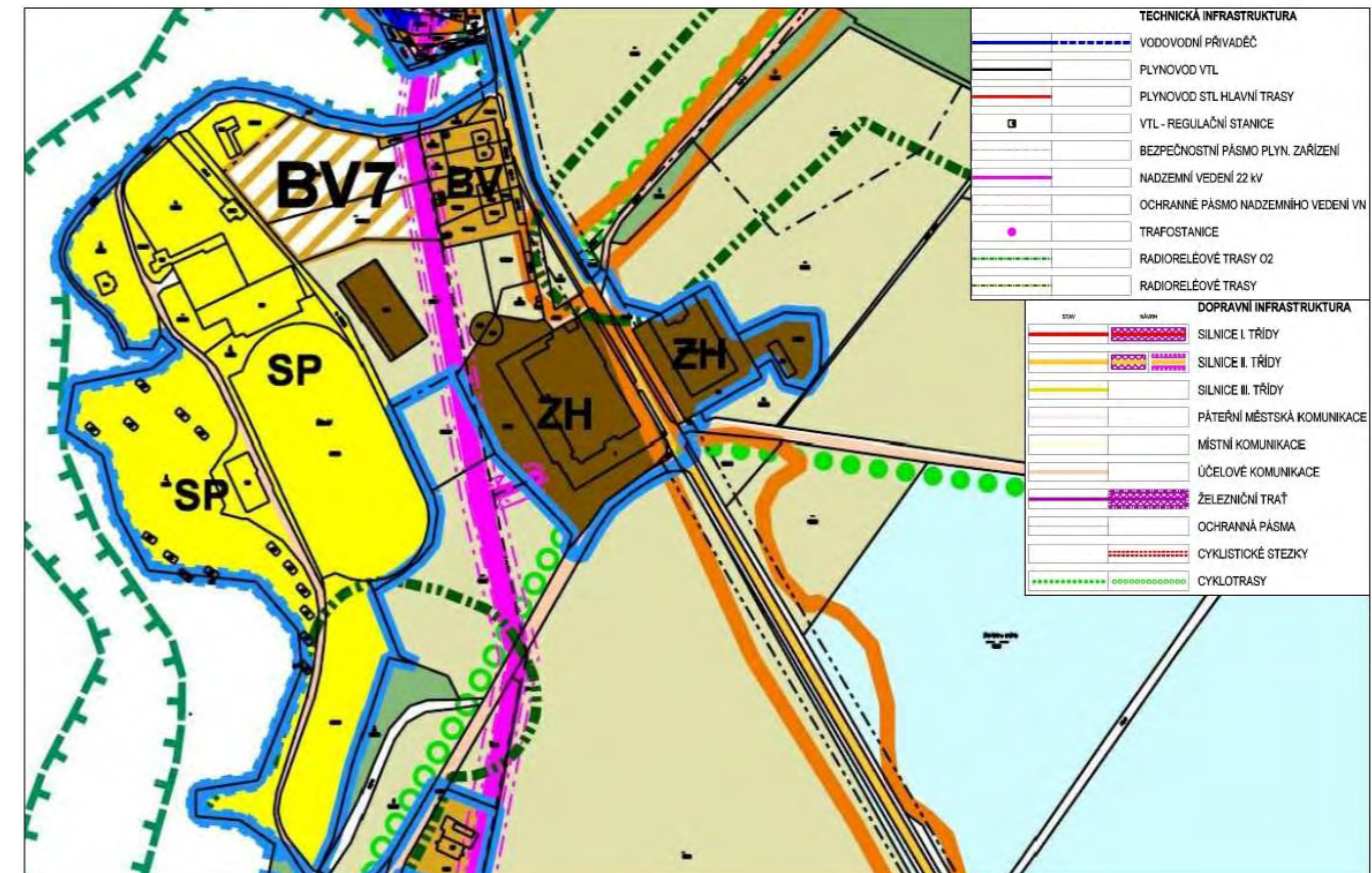 TECHNICKÁ INFRASTRUKTURA
VODOVODNÍ PŘIVADĚČ
PLYNOVOD VTL
PLYNOVOD STL HLAVNÍ TRASY
VTL - REGULAČNÍ STANICE
BEZPEČNOSTNÍ PÁSMO PLYN. ZAŘÍZENÍ
NADZEMNÍ VEDENÍ 22 kV
OCHRANNÉ PÁSMO NADZEMNÍHO VEDENÍ VN
TRAFOSTANICE
RADIORELÉOVÉ TRASY O2
RADIORELÉOVÉ TRASY
DOPRAVNÍ INFRASTRUKTURA
STAV NÁVRH
SILNICE I. TŘÍDY
SILNICE II. TŘÍDY
SILNICE III. TŘÍDY
PÁTEŘNÍ MĚSTSKÁ KOMUNIKACE
MÍSTNÍ KOMUNIKACE
ÚČELOVÉ KOMUNIKACE
ŽELEZNIČNÍ TRAŤ
OCHRANNÁ PÁSMA
CYKLISTICKÉ STEZKY
CYKLOTRASY
BV7
BV
SP
ZH
ZH
SP